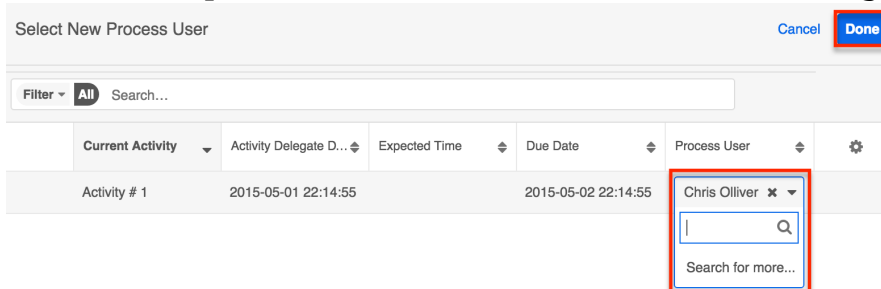 Select New Process User Cancel Done
Filter All Search...
Current Activity Activity Delegate D... Expected Time Due Date Process User
Activity # 1 2015-05-01 22:14:55 2015-05-02 22:14:55 Chris Olliver
Search for more...